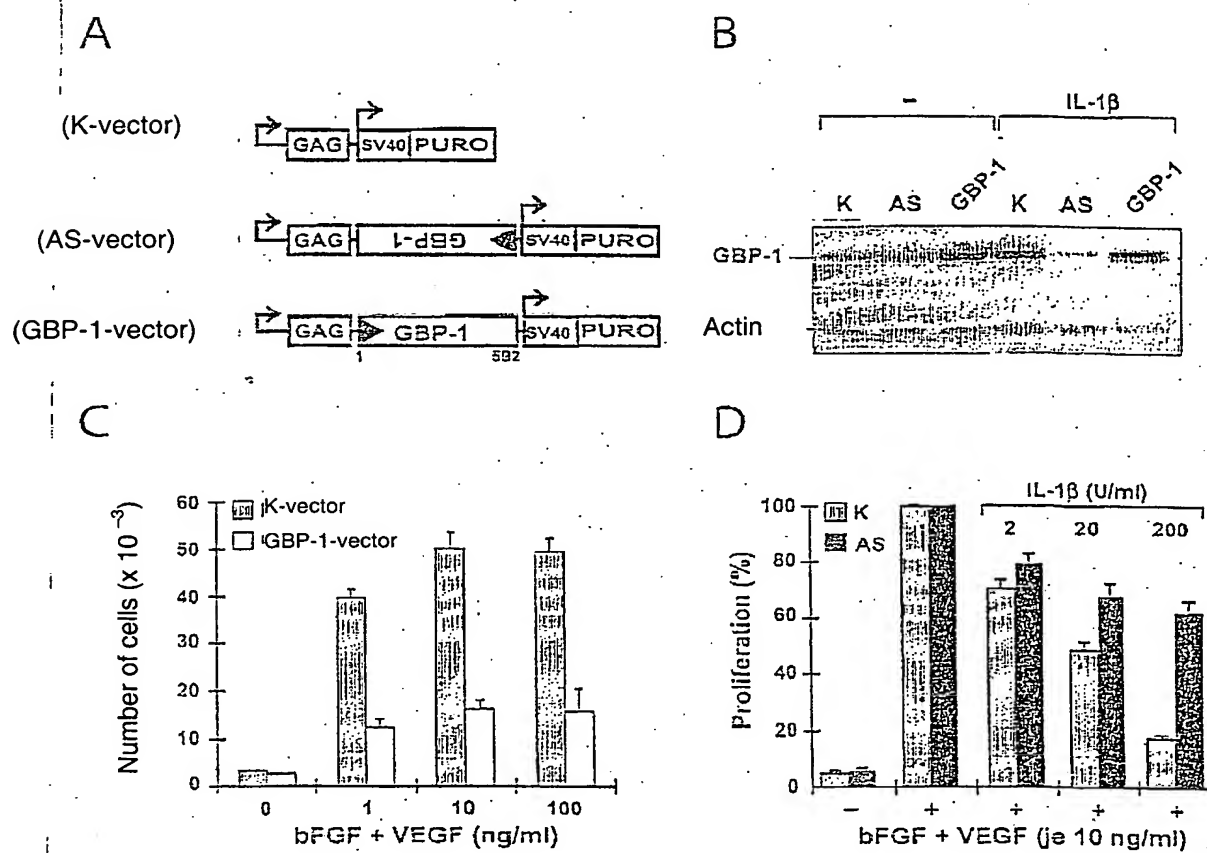 A
(K-vector)
GAG SV40 PURO
(AS-vector)
GAG GBP-1 SV40 PURO
(GBP-1-vector)
GAG GBP-1 SV40 PURO
1 592
B
- IL-1β
K AS GBP-1 K AS GBP-1
GBP-1
Actin
C
Number of cells (x 10 -3)
60
50
40
30
20
10
0
K-vector
GBP-1-vector
0 1 10 100
bFGF + VEGF (ng/ml)
D
Proliferation (%)
100
80
60
40
20
0
K
AS
IL-1β (U/ml)
2 20 200
- + + + +
bFGF + VEGF (je 10 ng/ml)